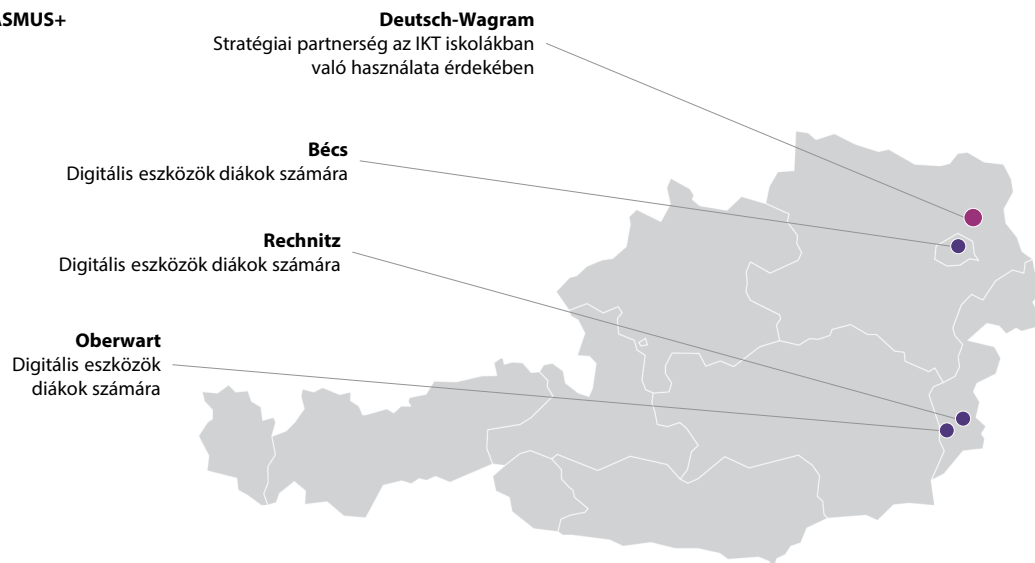 SMUS+
Deutsch-Wagram
Stratégiai partnerség az IKT iskolákban
való használata érdekében
Bécs
Digitális eszközök diákok számára
Rechnitz
Digitális eszközök diákok számára
Oberwart
Digitális eszközök
diákok számára